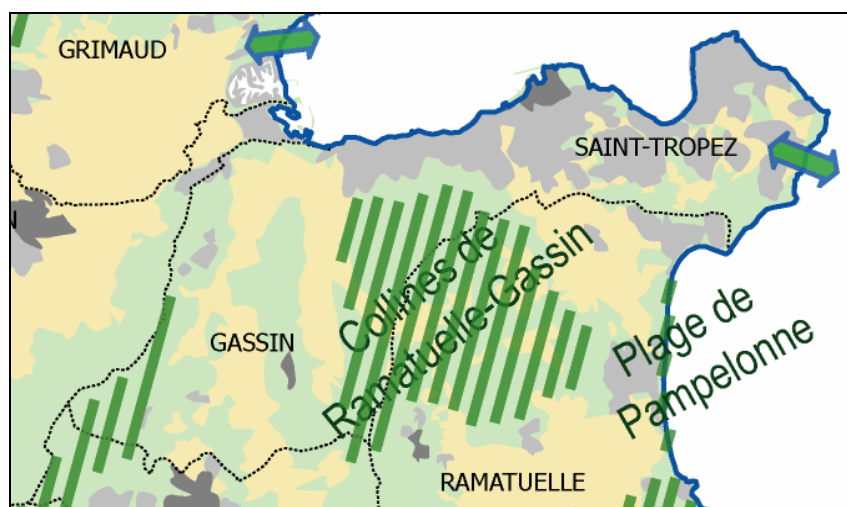 GRIMAUD
SAINT-TROPEZ
N
Collines de
Ramatuelle-Gassin
GASSIN
Plage de
Pampelonne
RAMATUELLE